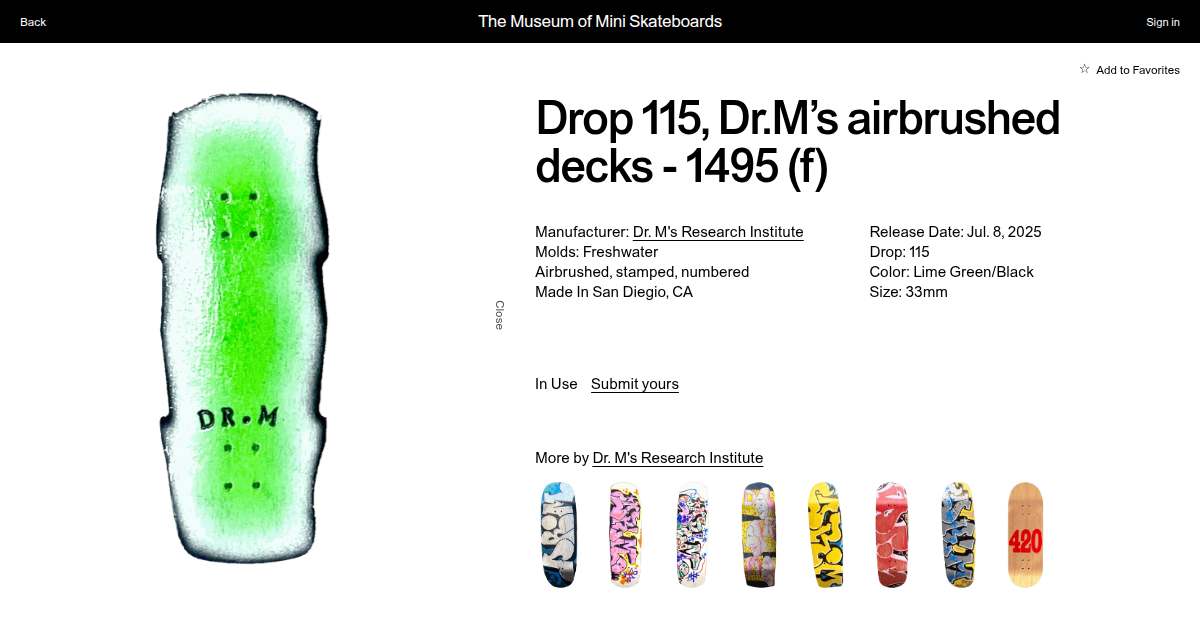 Back
The Museum of Mini Skateboards
Sign in
☆ Add to Favorites
Drop 115, Dr.M’s airbrushed
decks - 1495 (f)
Manufacturer: Dr. M's Research Institute
Molds: Freshwater
Airbrushed, stamped, numbered
Made In San Diegio, CA
Release Date: Jul. 8, 2025
Drop: 115
Color: Lime Green/Black
Size: 33mm
DR.M
Close
In Use Submit yours
More by Dr. M's Research Institute
420